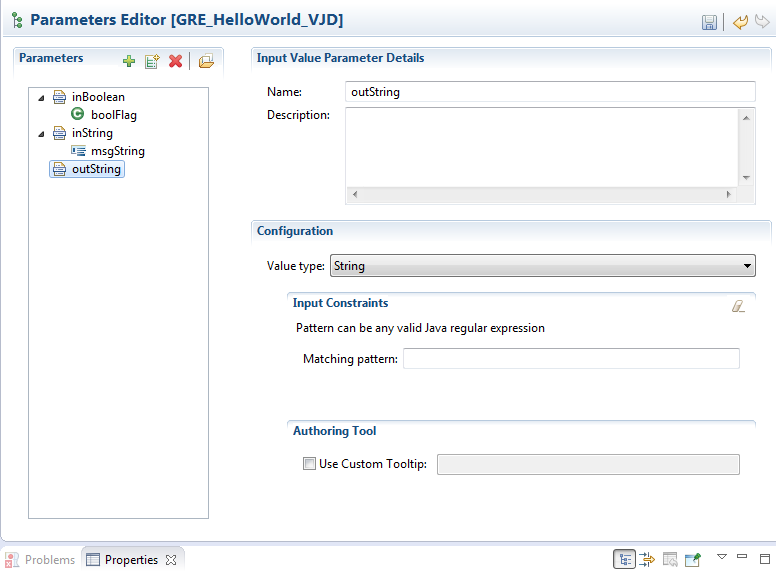 Parameters Editor [GRE_HelloWorld_VJD]
Parameters
inBoolean
boolFlag
inString
msgString
outString
Input Value Parameter Details
Name: outString
Description:
Configuration
Value type: String
Input Constraints
Pattern can be any valid Java regular expression
Matching pattern:
Authoring Tool
Use Custom Tooltip:
Problems Properties